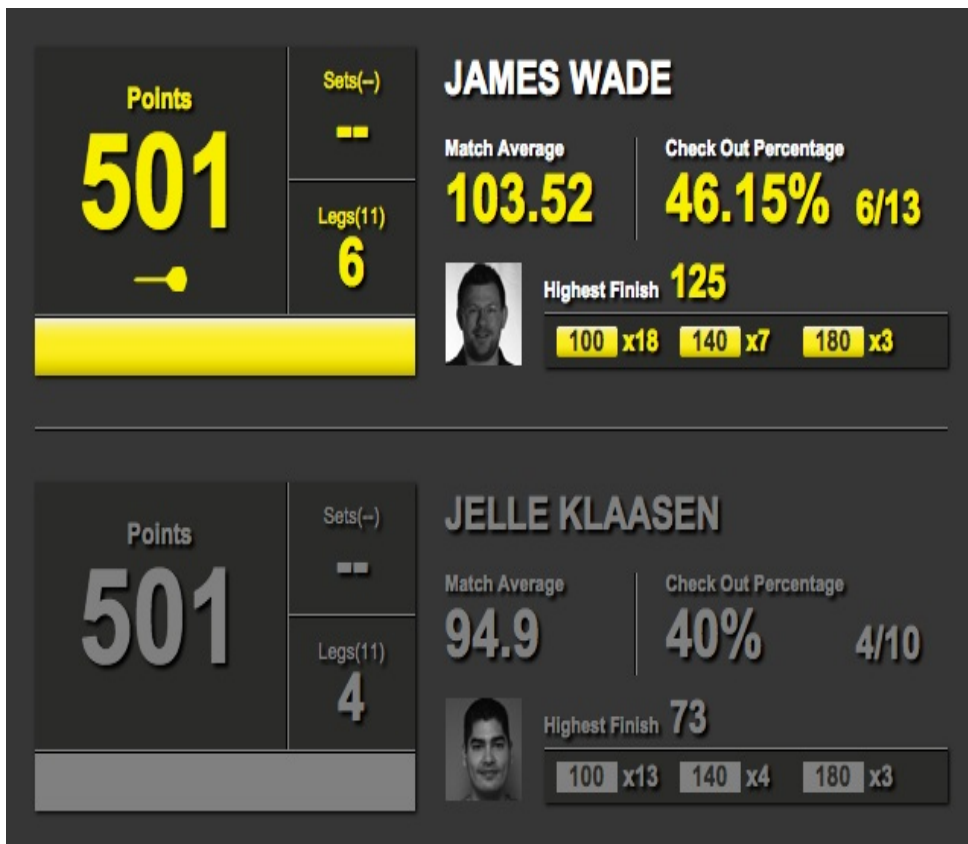 JAMES WADE
Points
501
Sets(--)
--
Legs(11)
6
Match Average
103.52
Check Out Percentage
46.15% 6/13
Highest Finish 125
100 x18 140 x7 180 x3
JELLE KLAASEN
Points
501
Sets(--)
--
Legs(11)
4
Match Average
94.9
Check Out Percentage
40% 4/10
Highest Finish 73
100 x13 140 x4 180 x3